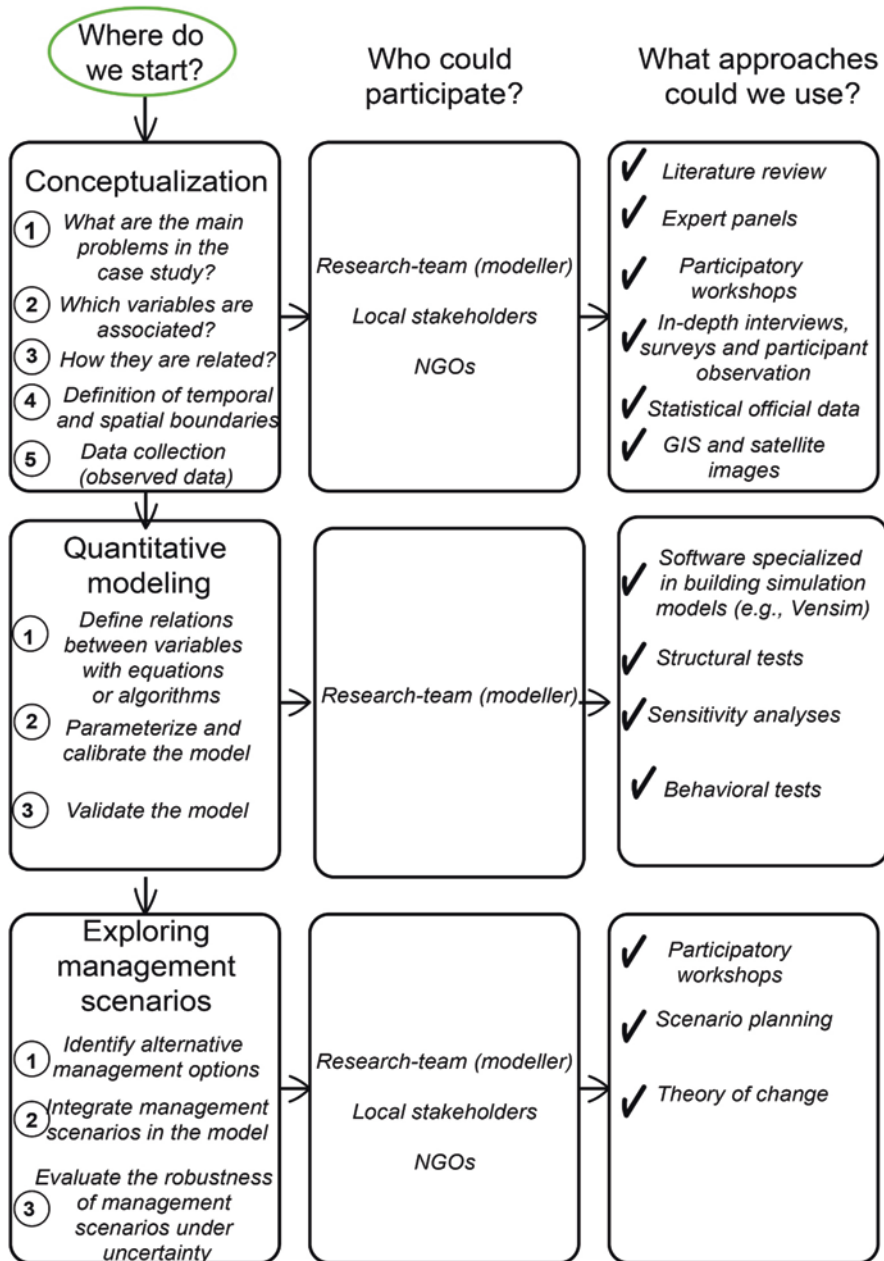 Where do
we start?
Who could
participate?
What approaches
could we use?
Conceptualization
1 What are the main
problems in the
case study?
2 Which variables are
associated?
3 How they are related?
4 Definition of temporal
and spatial boundaries
5 Data collection
(observed data)
Research-team (modeller)
Local stakeholders
NGOs
✓ Literature review
✓ Expert panels
✓ Participatory
workshops
✓ In-depth interviews,
surveys and participant
observation
✓ Statistical official data
✓ GIS and satellite
images
Quantitative
modeling
1 Define relations
between variables
with equations
or algorithms
2 Parameterize and
calibrate the model
3 Validate the model
Research-team (modeller)
✓ Software specialized
in building simulation
models (e.g., Vensim)
✓ Structural tests
✓ Sensitivity analyses
✓ Behavioral tests
Exploring
management
scenarios
1 Identify alternative
management options
2 Integrate management
scenarios in the model
3 Evaluate the robustness
of management
scenarios under
uncertainty
Research-team (modeller)
Local stakeholders
NGOs
✓ Participatory
workshops
✓ Scenario planning
✓ Theory of change